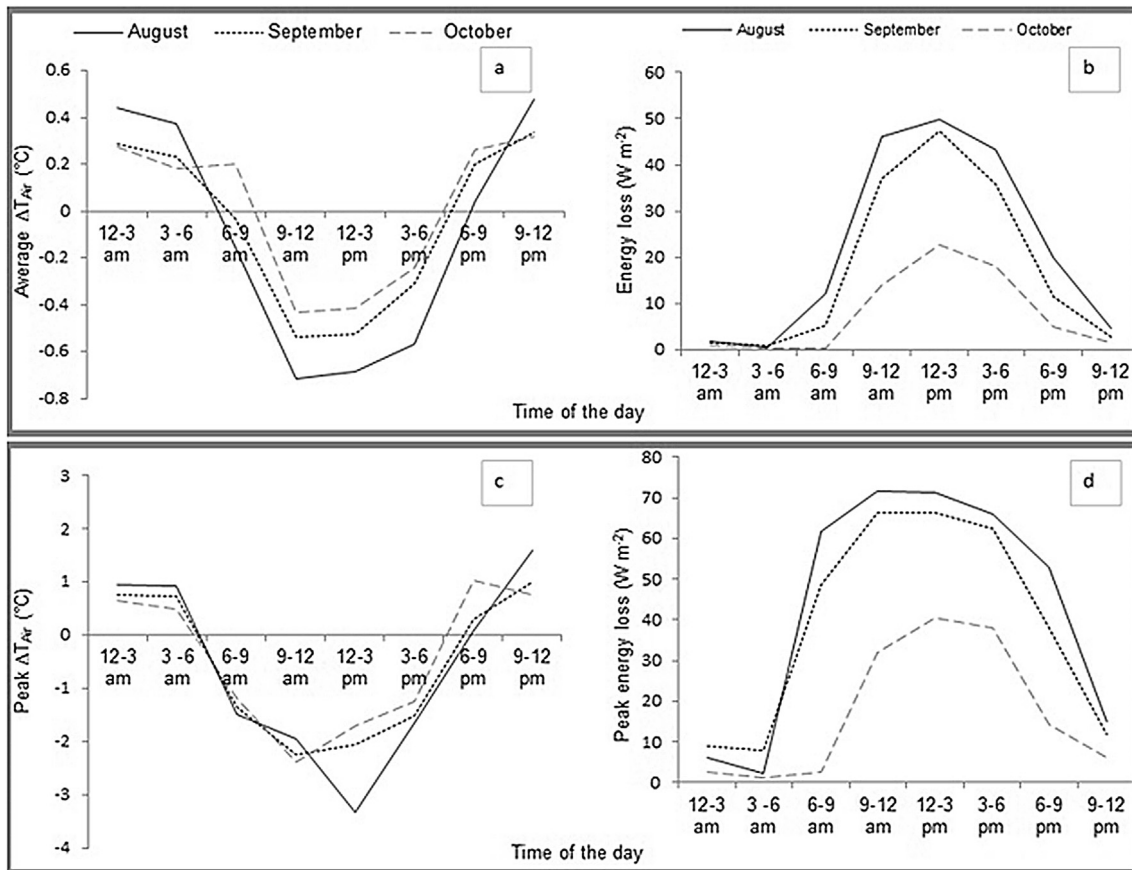 August September October
a
Average ΔTAir (°C)
0.6
0.4
0.2
0
-0.2
-0.4
-0.6
-0.8
12-3 3 -6 6-9 9-12 12-3 3-6 6-9 9-12
am am am am pm pm pm pm
August September October
b
Energy loss (W m-2)
60
50
40
30
20
10
0
12-3 3 -6 6-9 9-12 12-3 3-6 6-9 9-12
am am am am pm pm pm pm
Time of the day
c
Peak ΔTAir (°C)
3
2
1
0
-1
-2
-3
-4
12-3 3 -6 6-9 9-12 12-3 3-6 6-9 9-12
am am am am pm pm pm pm
d
Peak energy loss (W m-2)
80
70
60
50
40
30
20
10
0
12-3 3 -6 6-9 9-12 12-3 3-6 6-9 9-12
am am am am pm pm pm pm
Time of the day